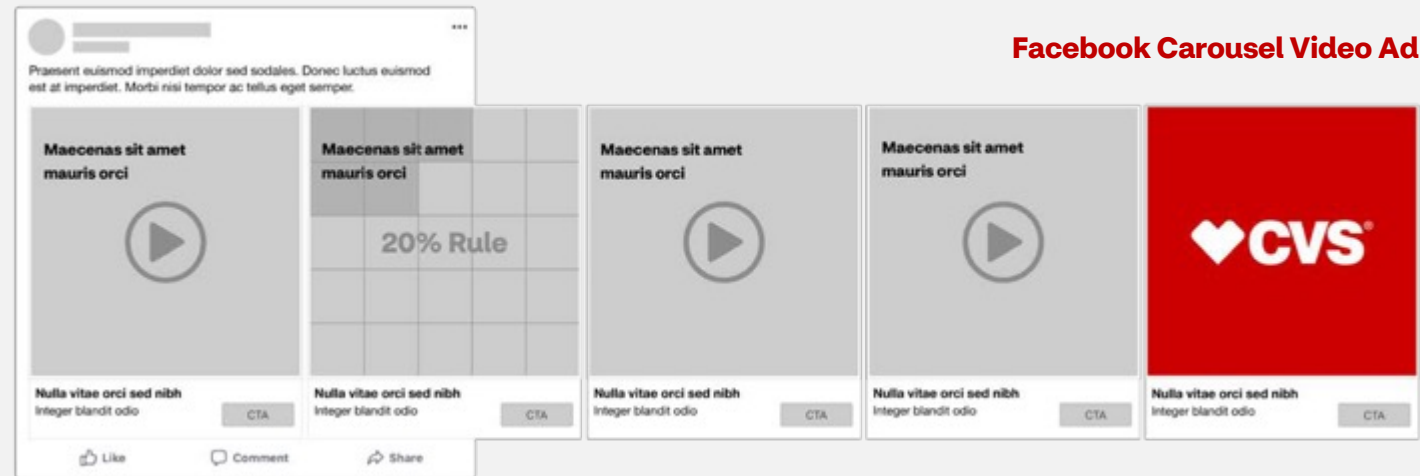 Facebook Carousel Video Ad
Praesent euismod imperdiet dolor sed sodales. Donec luctus euismod
est at imperdiet. Morbi nisi tempor ac tellus eget semper.
Maecenas sit amet
mauris orci
Nulla vitae orci sed nibh
Integer blandit odio
CTA
Maecenas sit amet
mauris orci
20% Rule
Nulla vitae orci sed nibh
Integer blandit odio
CTA
Maecenas sit amet
mauris orci
Nulla vitae orci sed nibh
Integer blandit odio
CTA
Maecenas sit amet
mauris orci
Nulla vitae orci sed nibh
Integer blandit odio
CTA
CVS®
Nulla vitae orci sed nibh
Integer blandit odio
CTA
Like
Comment
Share